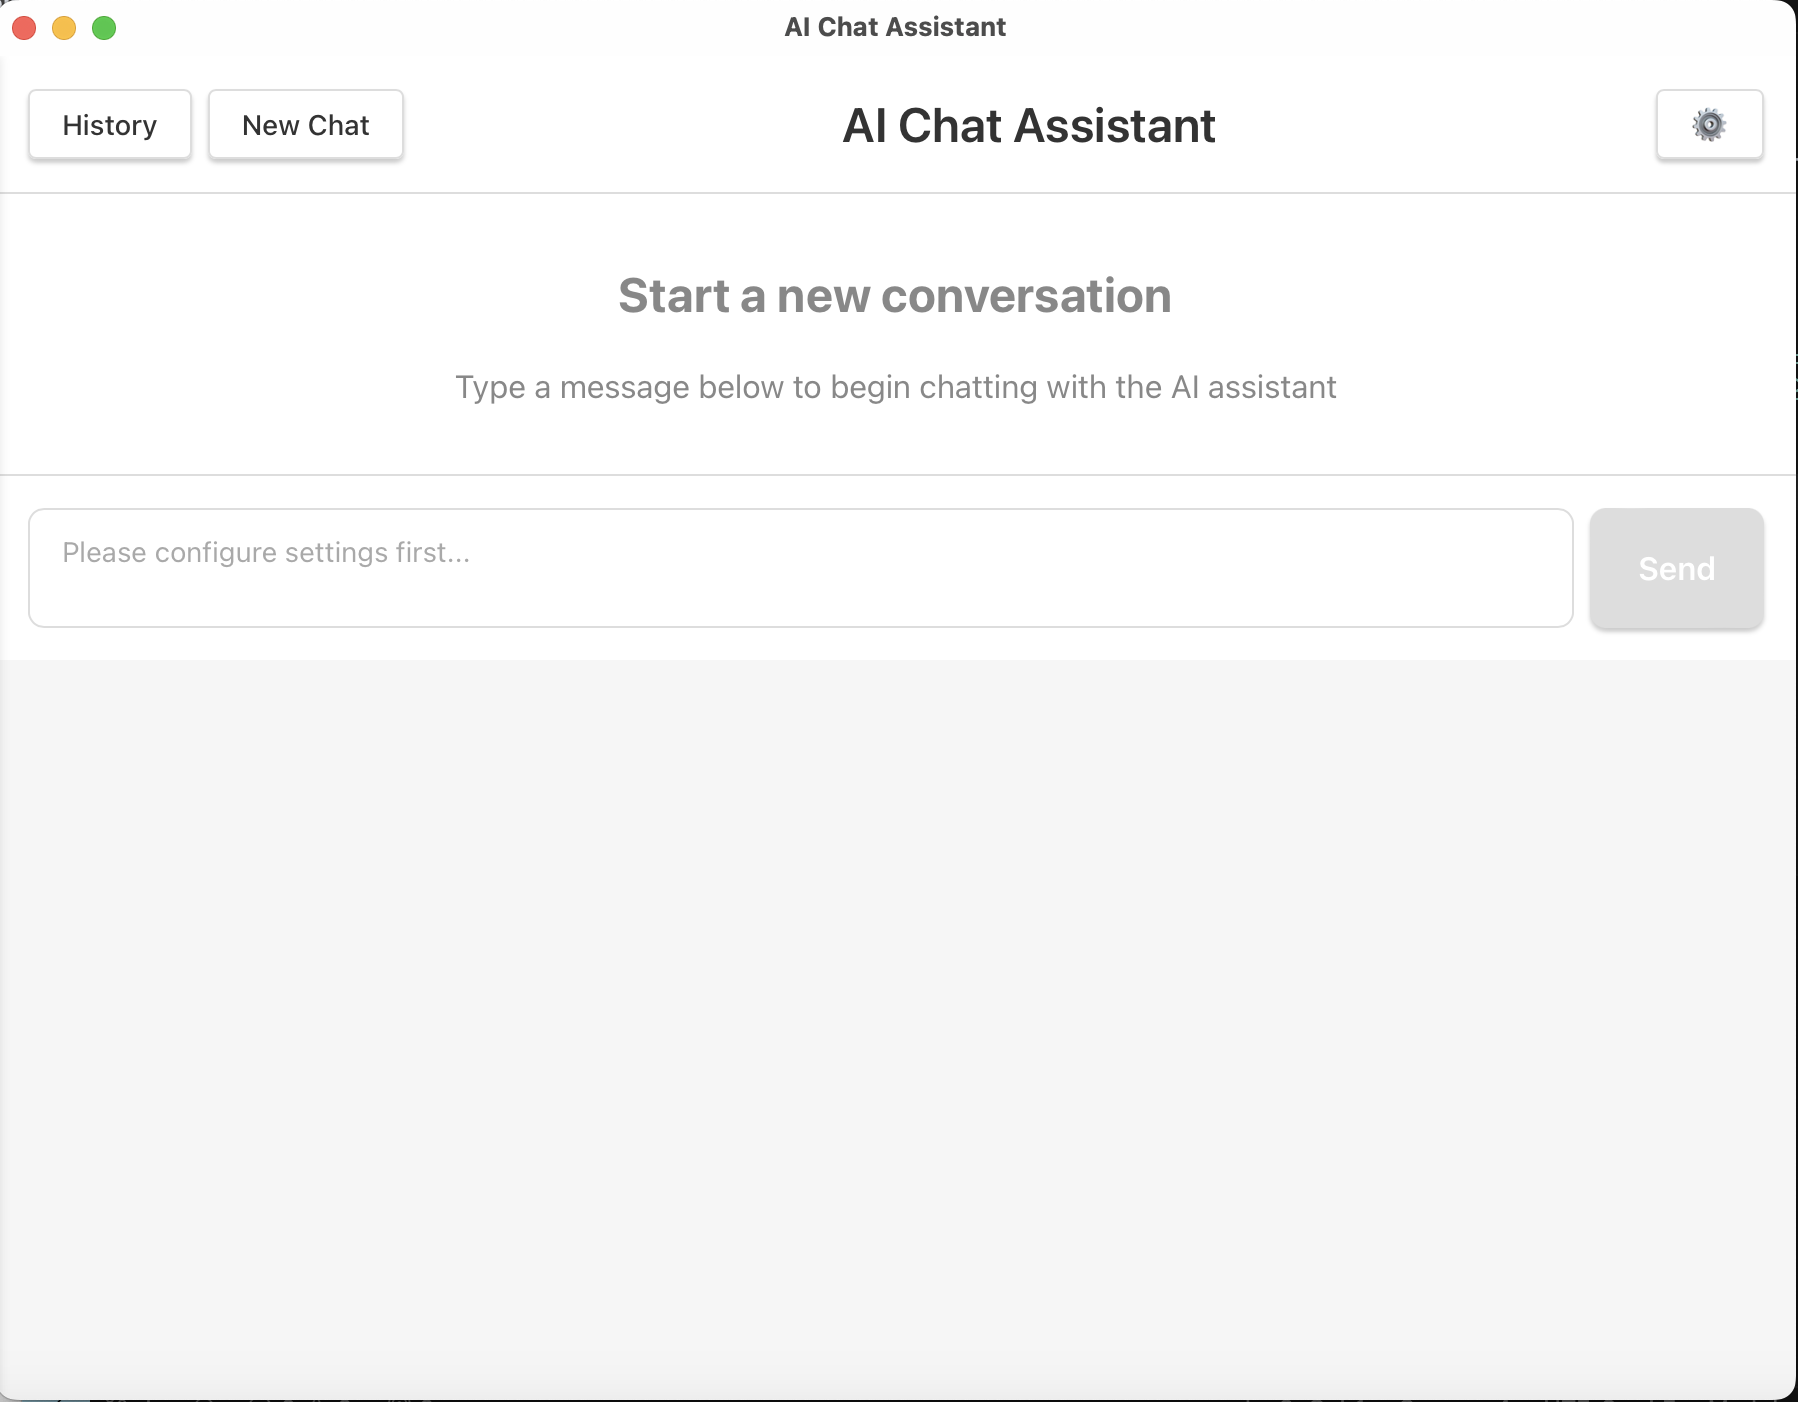 AI Chat Assistant
History
New Chat
AI Chat Assistant
Start a new conversation
Type a message below to begin chatting with the AI assistant
Please configure settings first...
Send